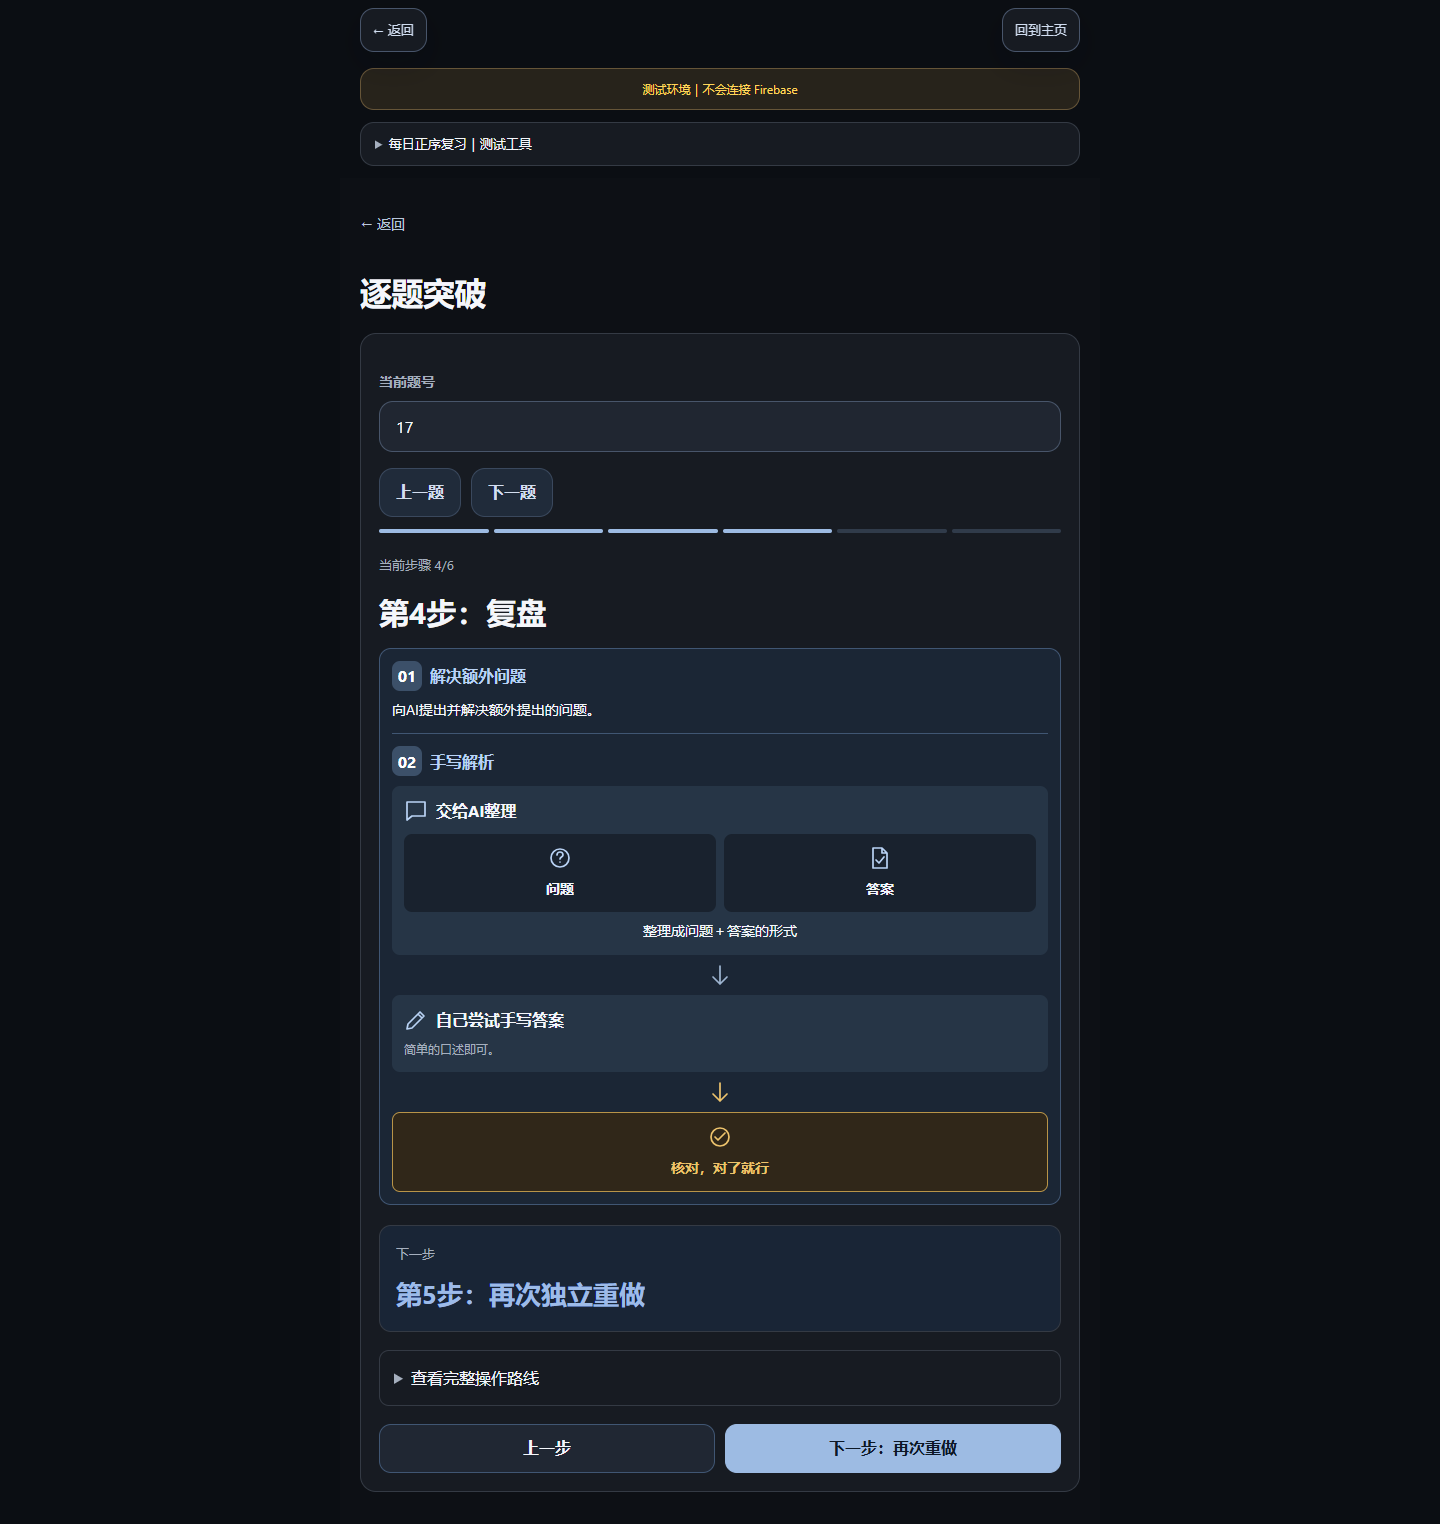 ← 返回
回到主页
测试环境 | 不会连接 Firebase
▶ 每日正序复习 | 测试工具
← 返回
逐题突破
当前题号
17
上一题
下一题
当前步骤 4/6
第4步：复盘
01 解决额外问题
向AI提出并解决额外提出的问题。
02 手写解析
交给AI整理
问题
答案
整理成问题 + 答案的形式
自己尝试手写答案
简单的口述即可。
核对，对了就行
下一步
第5步：再次独立重做
▶ 查看完整操作路线
上一步
下一步：再次重做